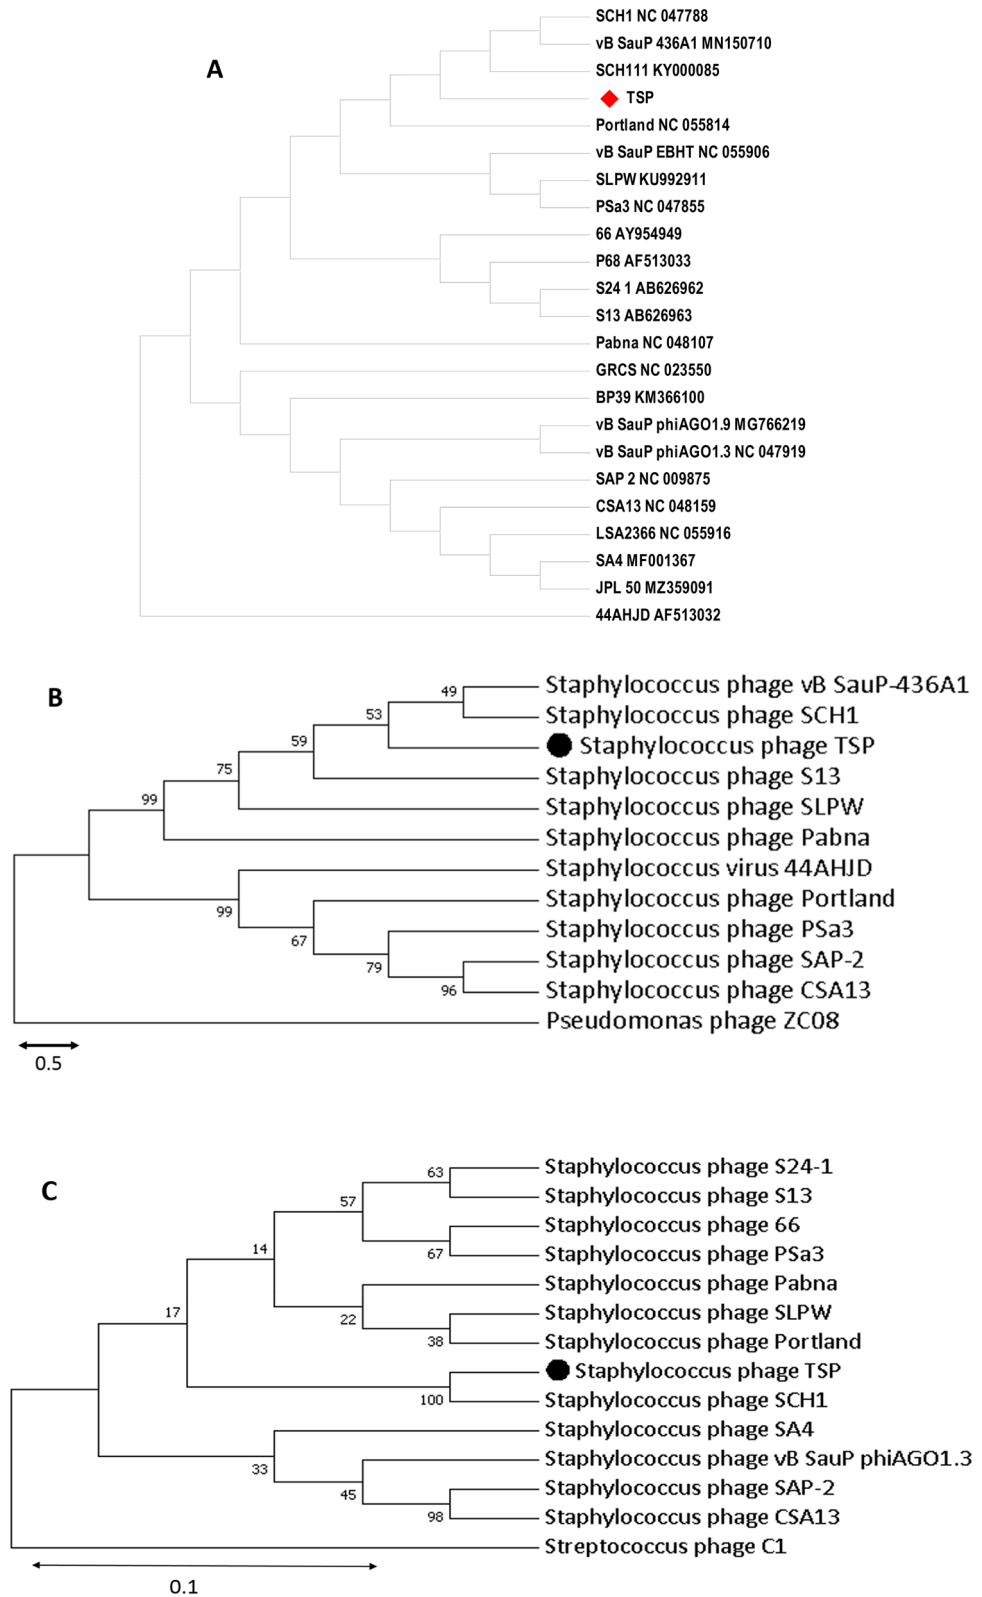 A
SCH1 NC 047788
vB SauP 436A1 MN150710
SCH111 KY000085
TSP
Portland NC 055814
vB SauP EBHT NC 055906
SLPW KU992911
PSa3 NC 047855
66 AY954949
P68 AF513033
S24 1 AB626962
S13 AB626963
Pabna NC 048107
GRCS NC 023550
BP39 KM366100
vB SauP phiAGO1.9 MG766219
vB SauP phiAGO1.3 NC 047919
SAP 2 NC 009875
CSA13 NC 048159
LSA2366 NC 055916
SA4 MF001367
JPL 50 MZ359091
44AHJD AF513032
B
49
Staphylococcus phage vB SauP-436A1
53
Staphylococcus phage SCH1
59
Staphylococcus phage TSP
75
Staphylococcus phage S13
99
Staphylococcus phage SLPW
Staphylococcus phage Pabna
Staphylococcus virus 44AHJD
99
Staphylococcus phage Portland
67
Staphylococcus phage PSa3
79
Staphylococcus phage SAP-2
96
Staphylococcus phage CSA13
Pseudomonas phage ZC08
0.5
C
63
Staphylococcus phage S24-1
57
Staphylococcus phage S13
14
Staphylococcus phage 66
67
Staphylococcus phage PSa3
Staphylococcus phage Pabna
17
22
Staphylococcus phage SLPW
38
Staphylococcus phage Portland
Staphylococcus phage TSP
100
Staphylococcus phage SCH1
Staphylococcus phage SA4
33
Staphylococcus phage vB SauP phiAGO1.3
45
Staphylococcus phage SAP-2
98
Staphylococcus phage CSA13
Streptococcus phage C1
0.1